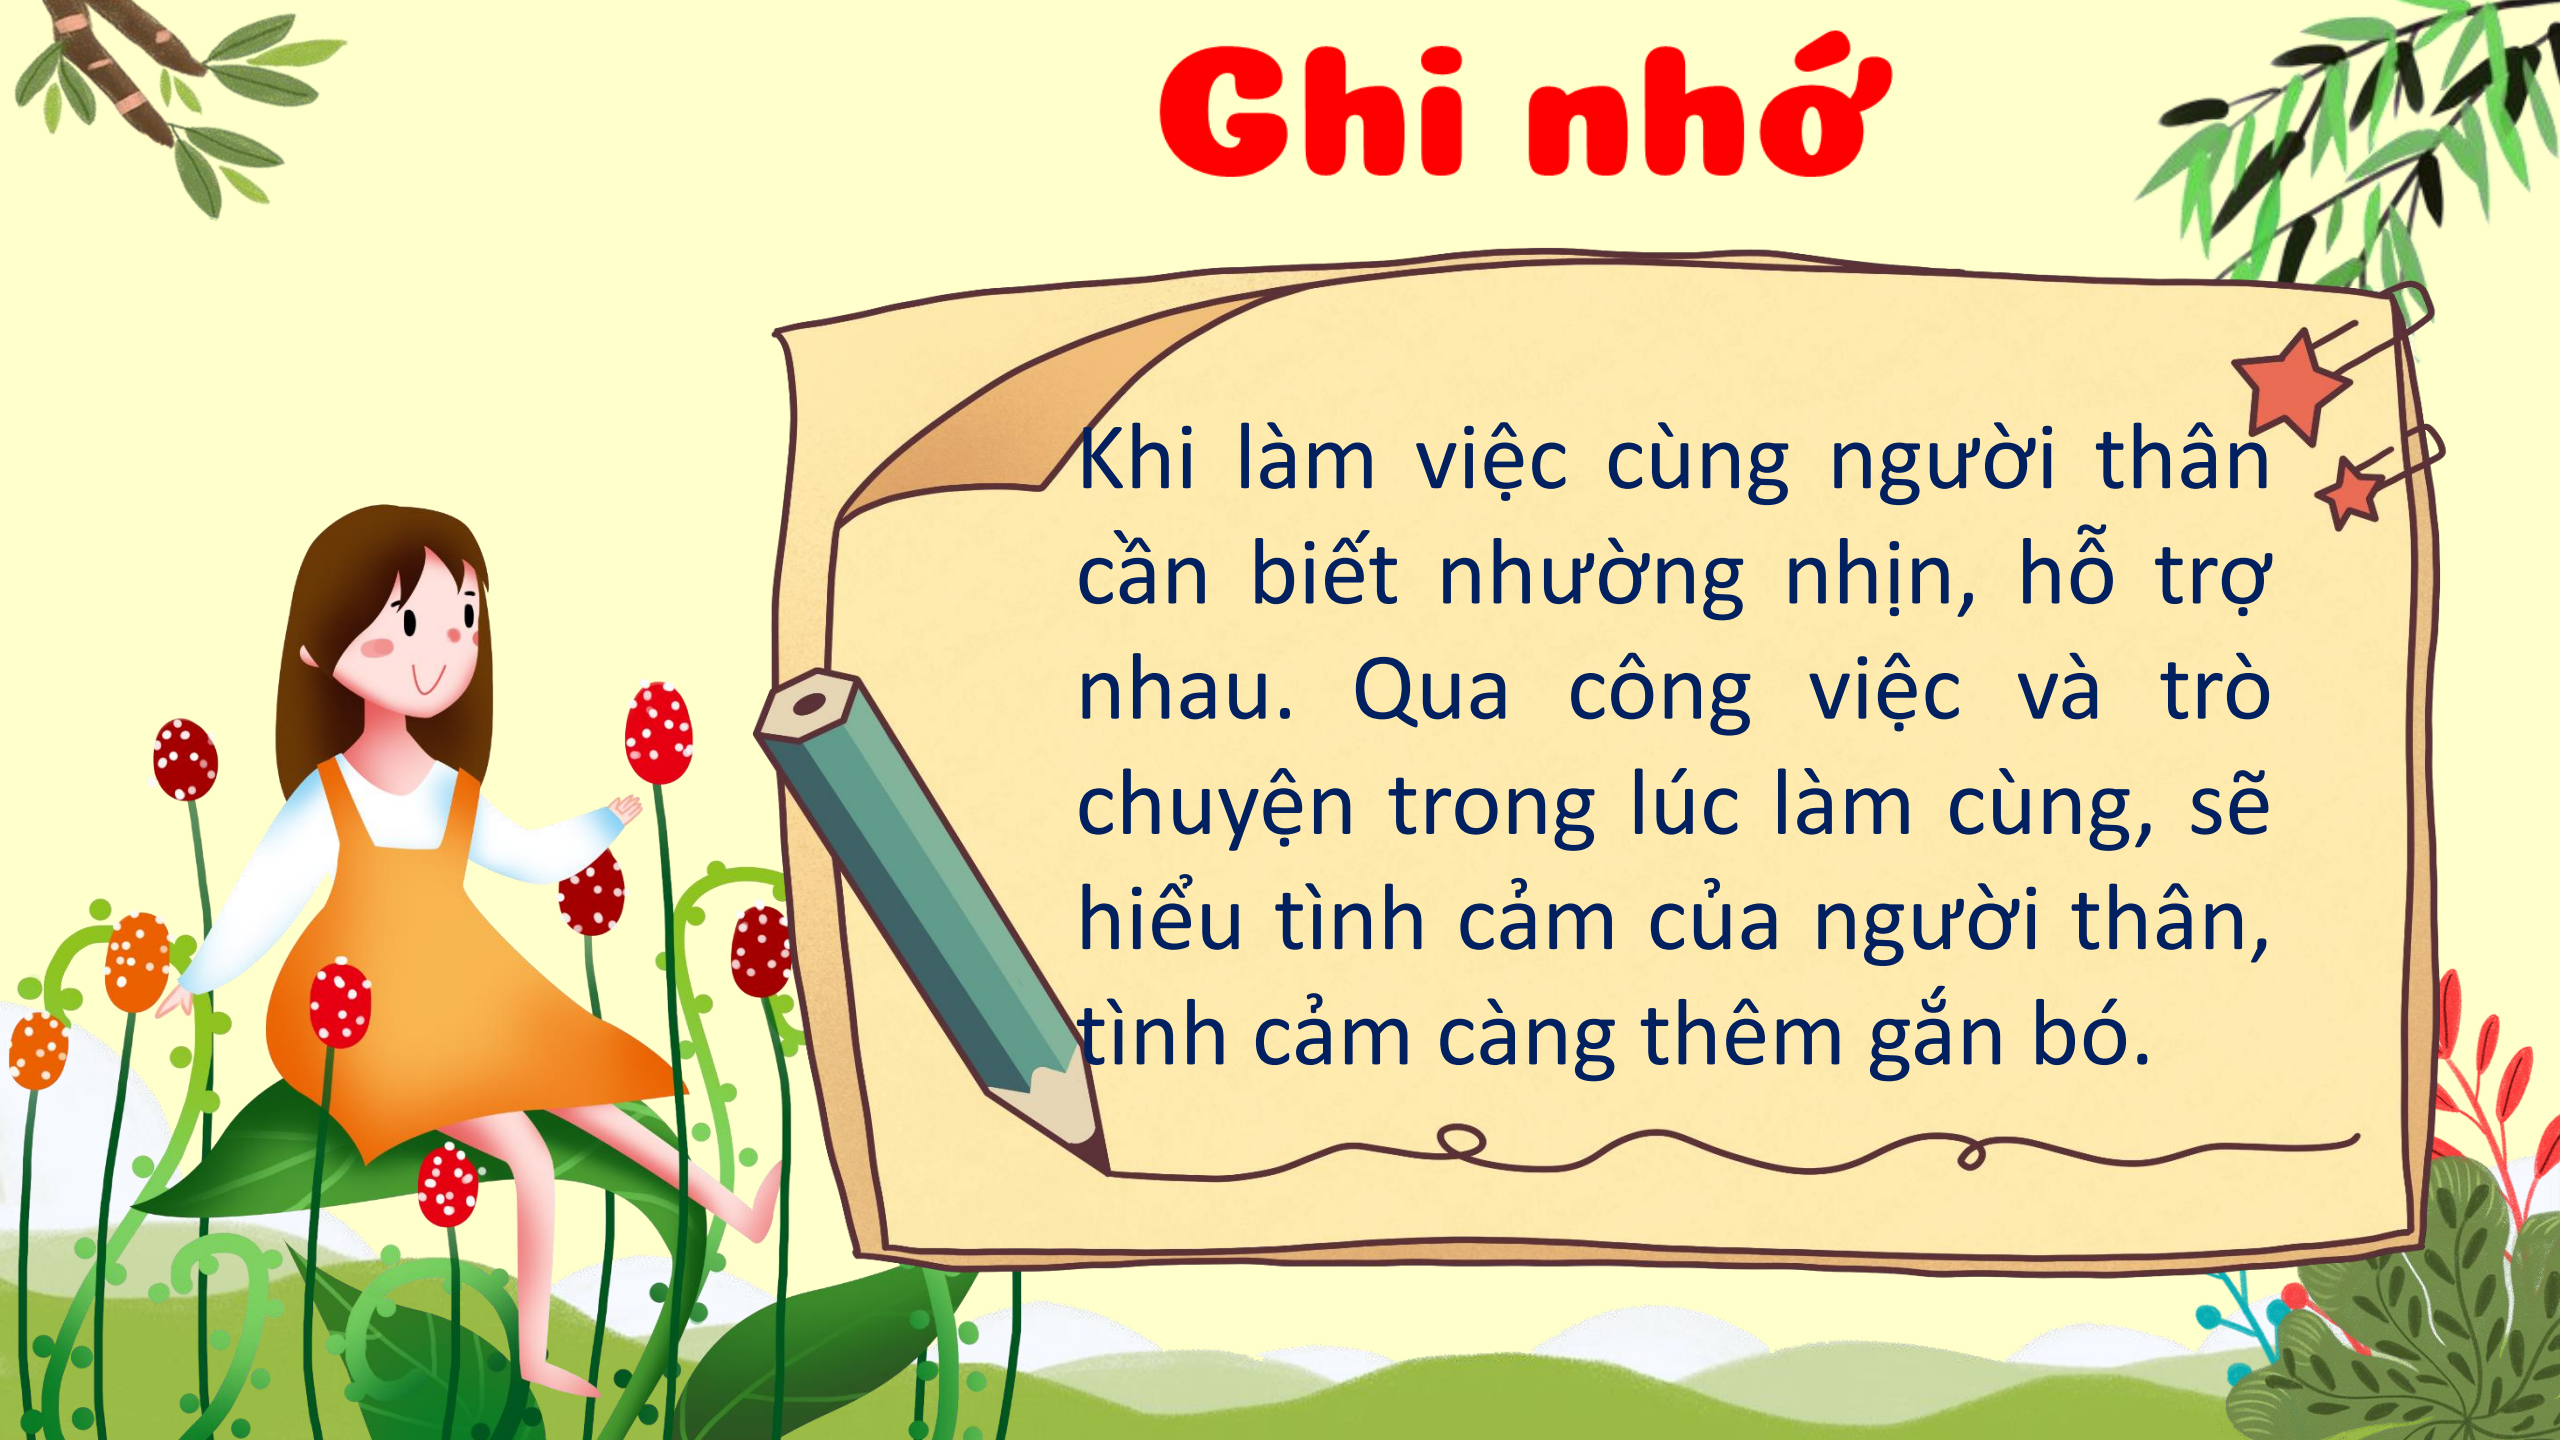 Ghi nhớ
Khi làm việc cùng người thân
cần biết nhường nhịn, hỗ trợ
nhau. Qua công việc và trò
chuyện trong lúc làm cùng, sẽ
hiểu tình cảm của người thân,
tình cảm càng thêm gắn bó.